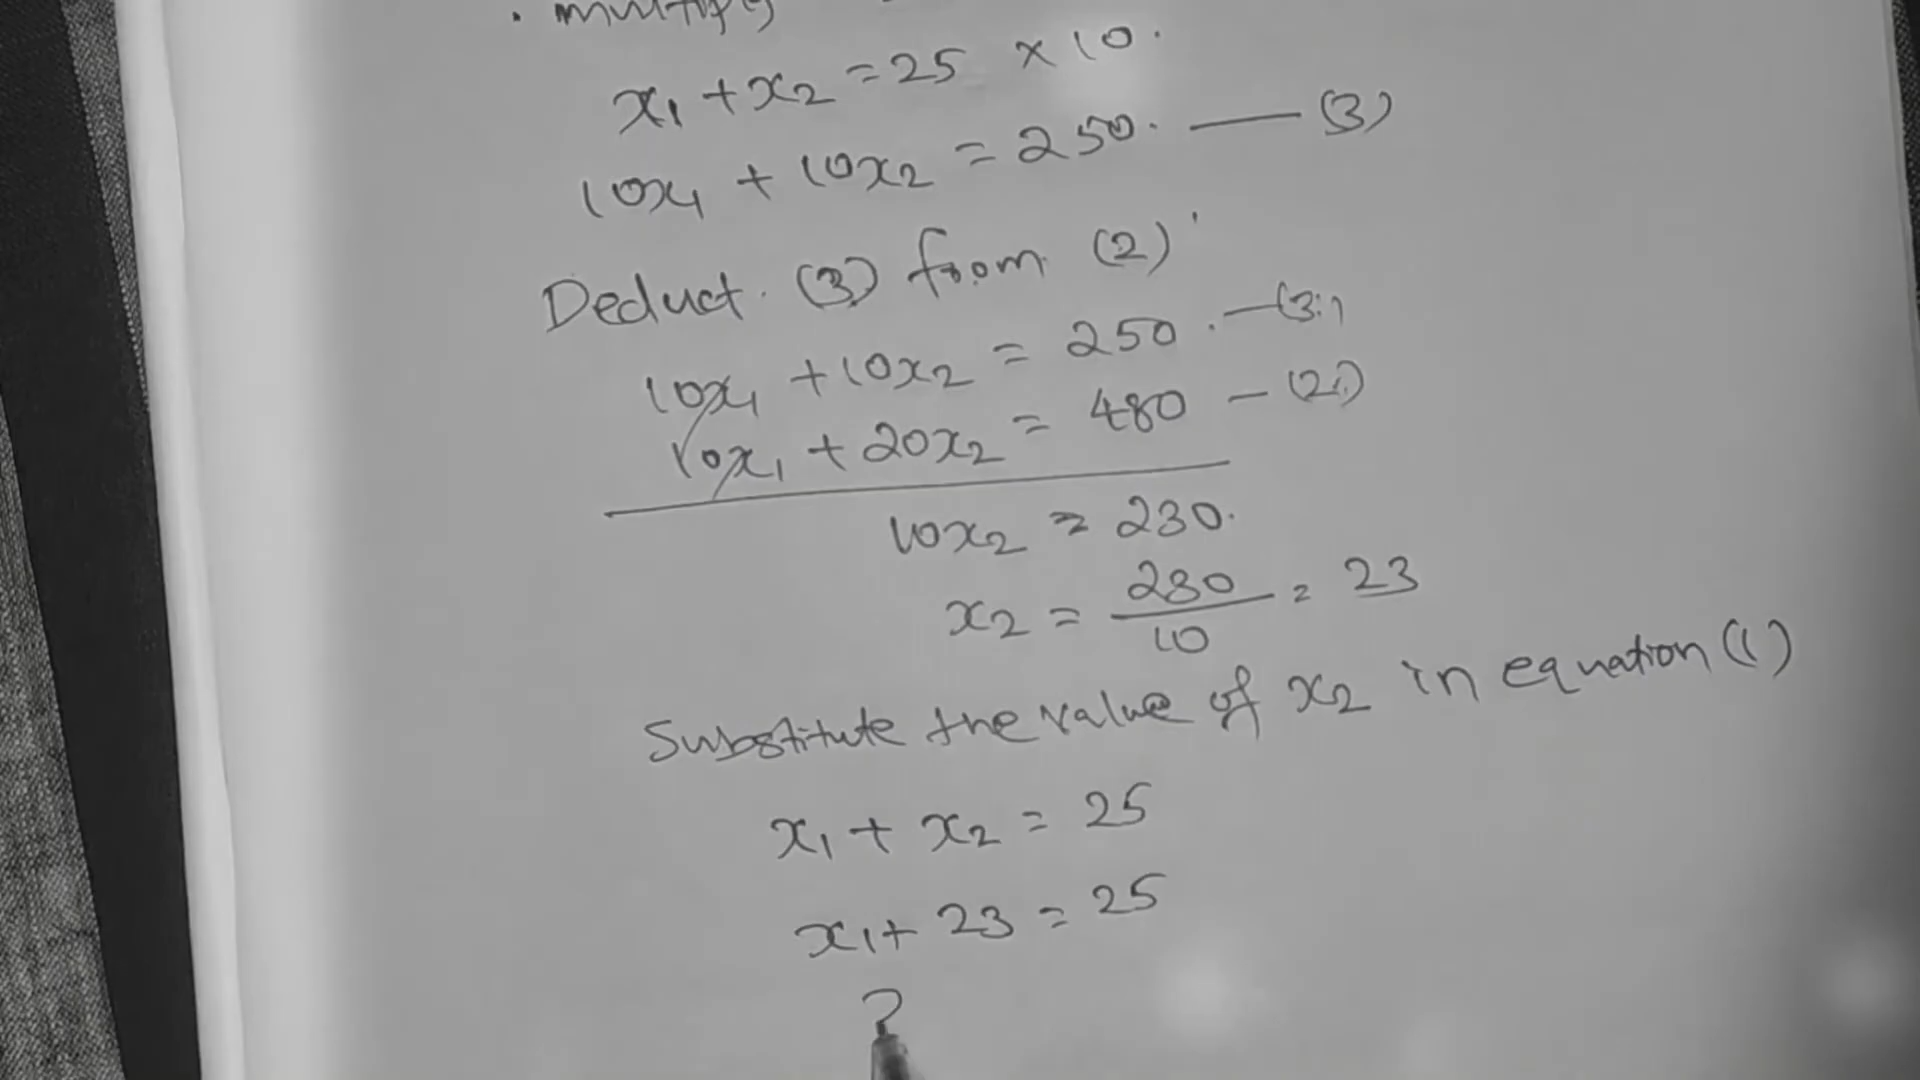 . multiply
x₁ + x₂ = 25 × 10.
10x₁ + 10x₂ = 250. — (3)
Deduct. (3) from (2)
10x₁ + 10x₂ = 250. — (3.)
10x₁ + 20x₂ = 480 — (2.)
10x₂ = 230.
x₂ = 230/10 = 23
Substitute the value of x₂ in equation (1)
x₁ + x₂ = 25
x₁ + 23 = 25